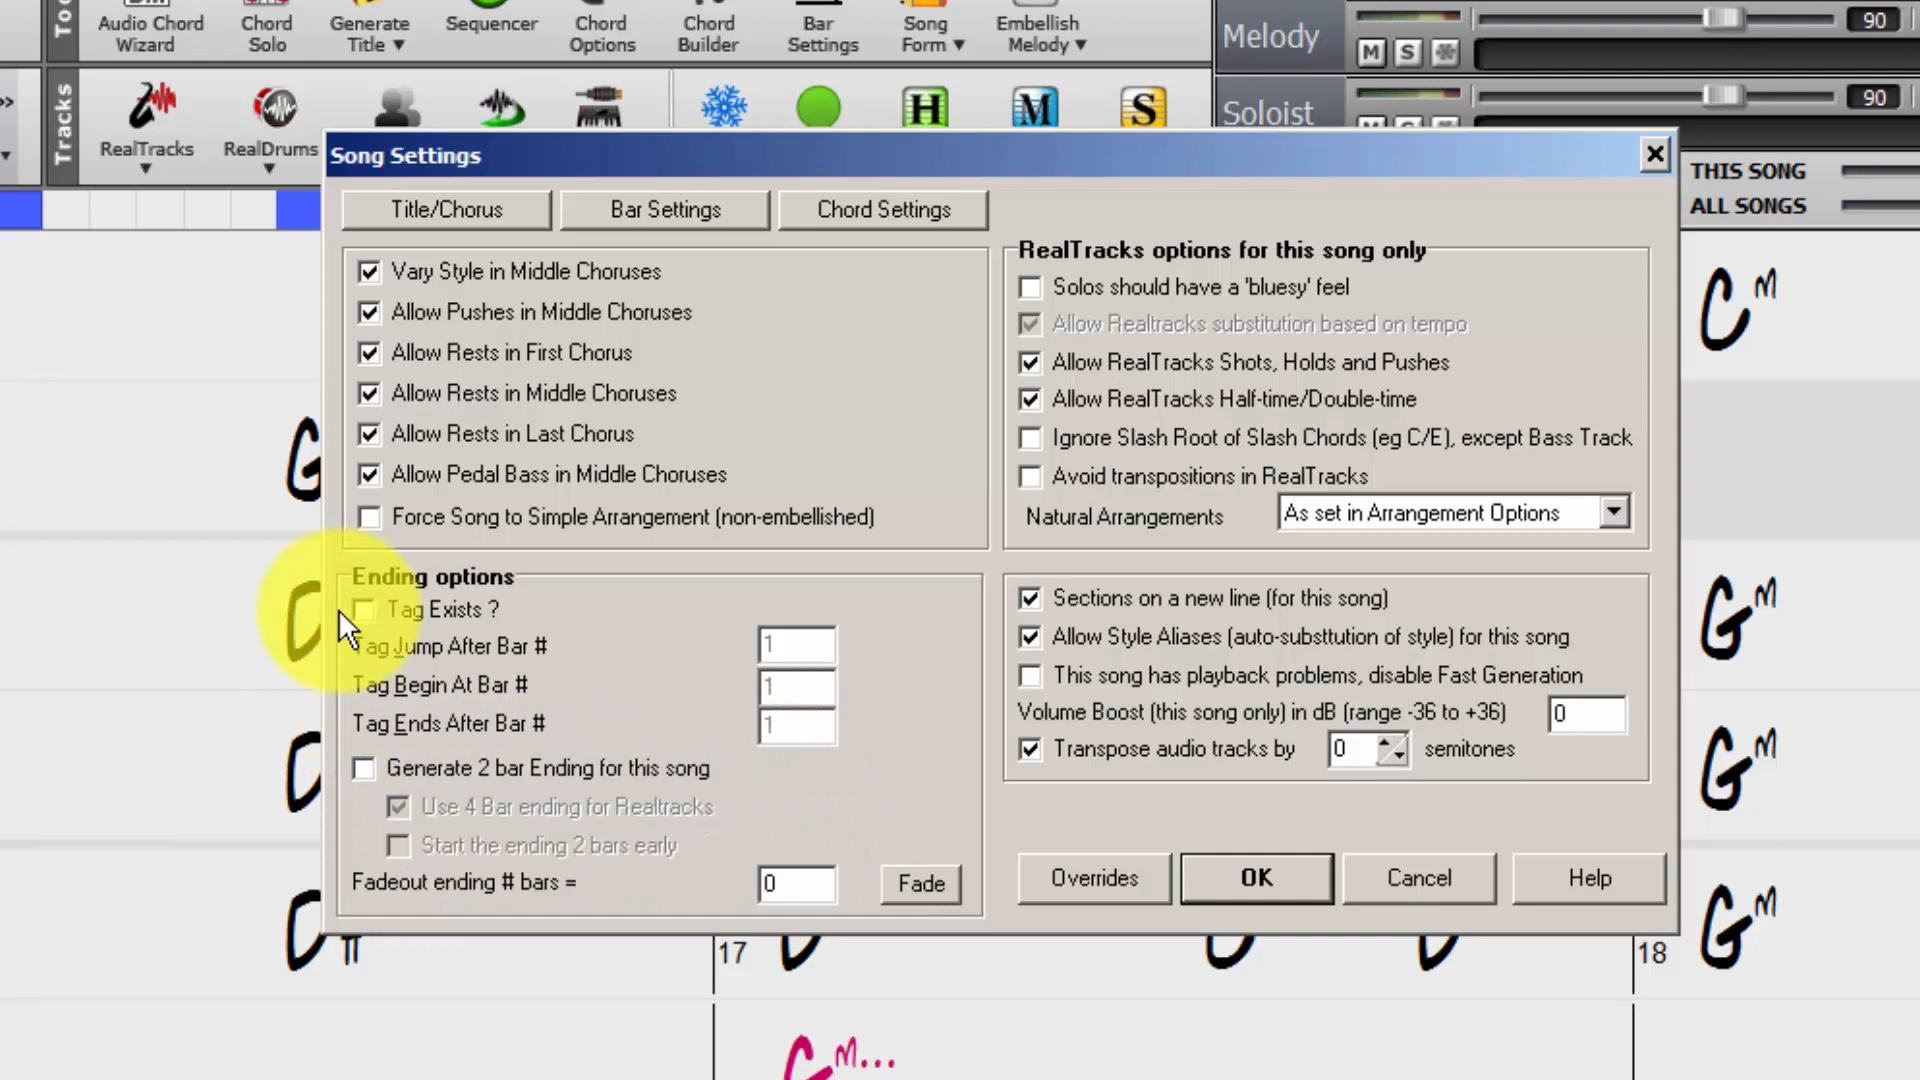 Audio Chord Wizard
Chord Solo
Generate Title ▼
Sequencer
Chord Options
Chord Builder
Bar Settings
Song Form ▼
Embellish Melody ▼
Melody
M S
90
Tracks
RealTracks
RealDrums
H
M
S
Soloist
90
Song Settings
THIS SONG
ALL SONGS
Title/Chorus
Bar Settings
Chord Settings
Vary Style in Middle Choruses
Allow Pushes in Middle Choruses
Allow Rests in First Chorus
Allow Rests in Middle Choruses
Allow Rests in Last Chorus
Allow Pedal Bass in Middle Choruses
Force Song to Simple Arrangement (non-embellished)
RealTracks options for this song only
Solos should have a 'bluesy' feel
Allow Realtracks substitution based on tempo
Allow RealTracks Shots, Holds and Pushes
Allow RealTracks Half-time/Double-time
Ignore Slash Root of Slash Chords (eg C/E), except Bass Track
Avoid transpositions in RealTracks
Natural Arrangements
As set in Arrangement Options
Ending options
Tag Exists ?
Tag Jump After Bar # 1
Tag Begin At Bar # 1
Tag Ends After Bar # 1
Generate 2 bar Ending for this song
Use 4 Bar ending for Realtracks
Start the ending 2 bars early
Fadeout ending # bars = 0
Fade
Sections on a new line (for this song)
Allow Style Aliases (auto-substtution of style) for this song
This song has playback problems, disable Fast Generation
Volume Boost (this song only) in dB (range -36 to +36) 0
Transpose audio tracks by 0 semitones
Overrides
OK
Cancel
Help
CM
GM
GM
GM
17
18
GM...